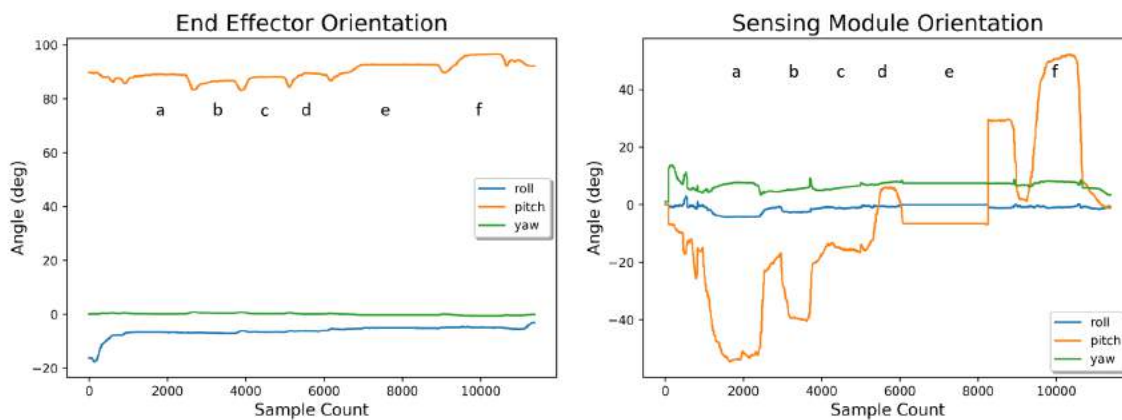 End Effector Orientation
100
80
60
40
20
0
−20
Angle (deg)
a b c d e f
roll
pitch
yaw
0 2000 4000 6000 8000 10000
Sample Count
Sensing Module Orientation
40
20
0
−20
−40
Angle (deg)
a b c d e f
roll
pitch
yaw
0 2000 4000 6000 8000 10000
Sample Count